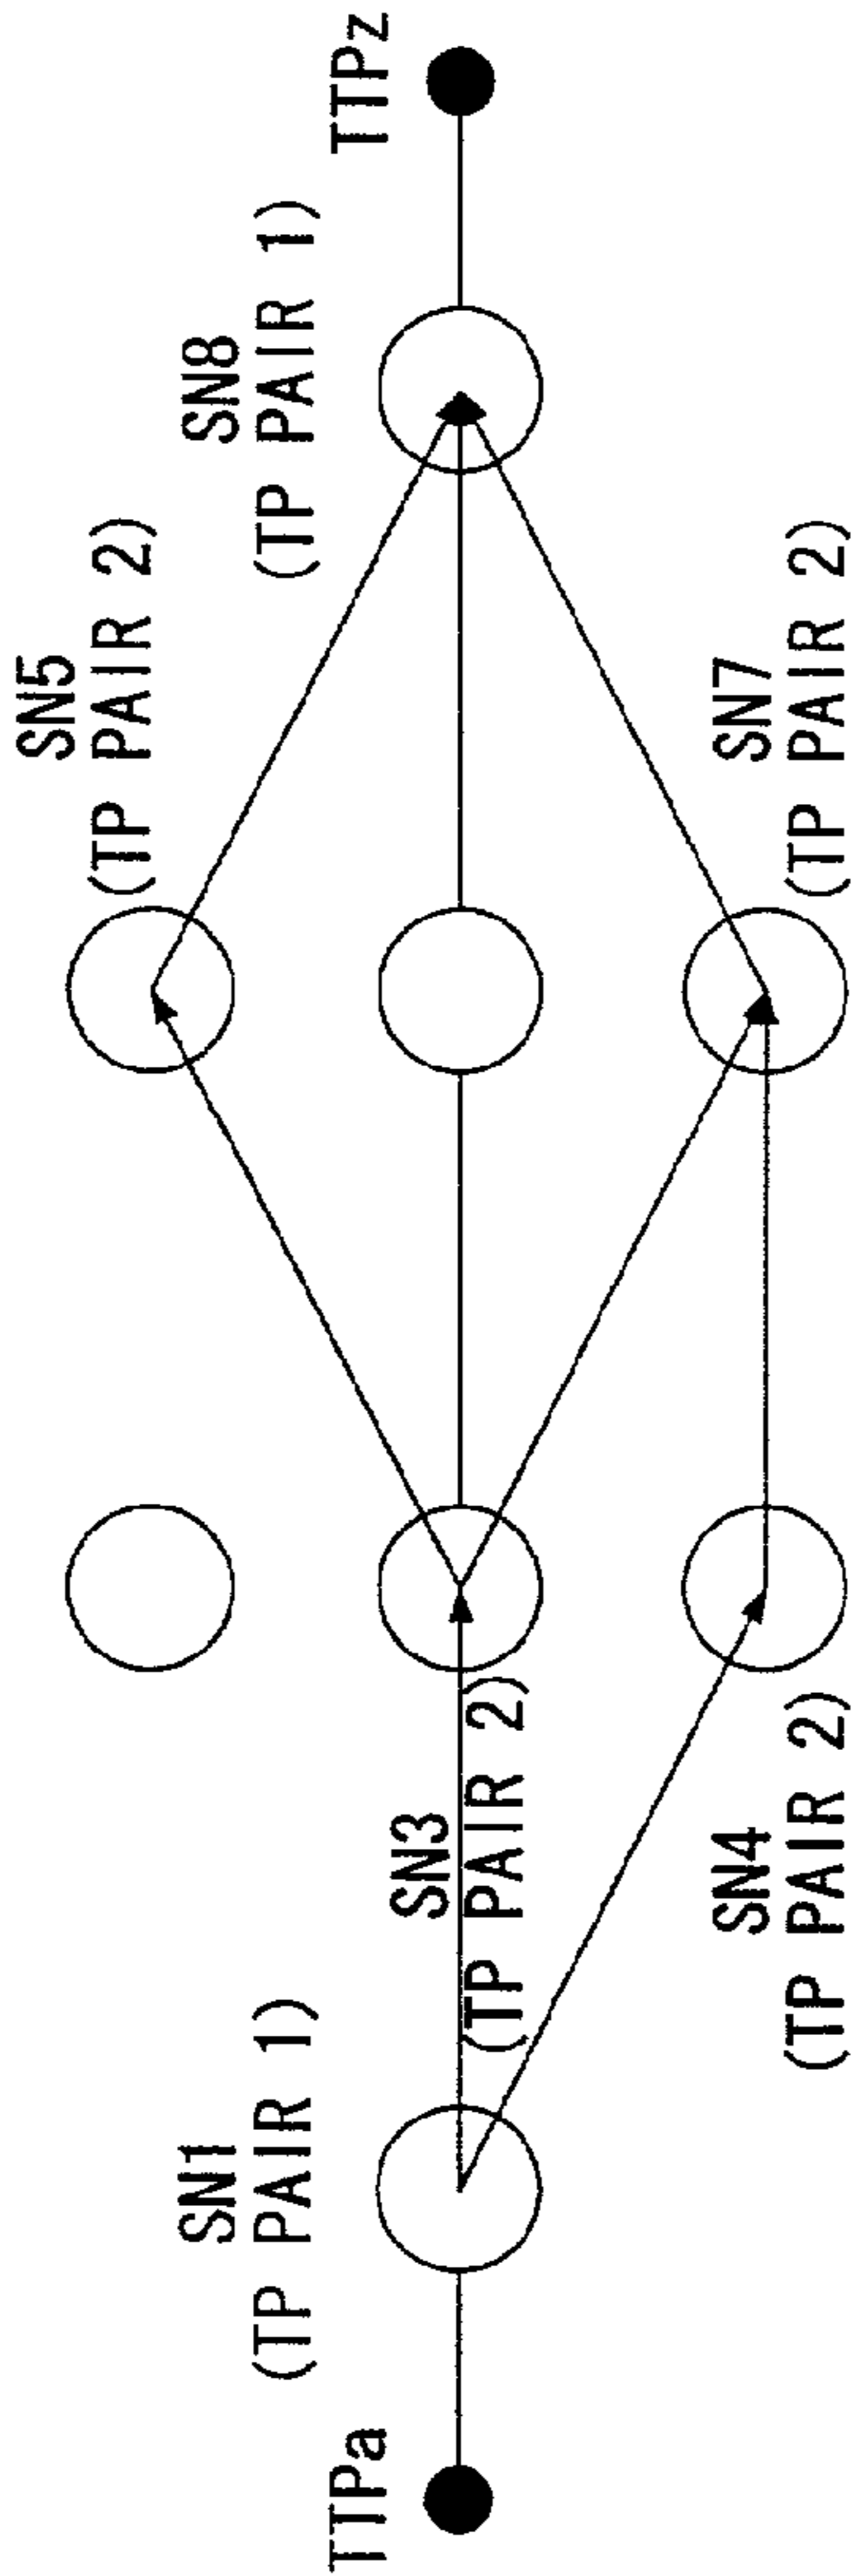 TTPa
SN1
(TP PAIR 1)
SN3
(TP PAIR 2)
SN4
(TP PAIR 2)
SN5
(TP PAIR 2)
SN7
(TP PAIR 2)
SN8
(TP PAIR 1)
TTPz